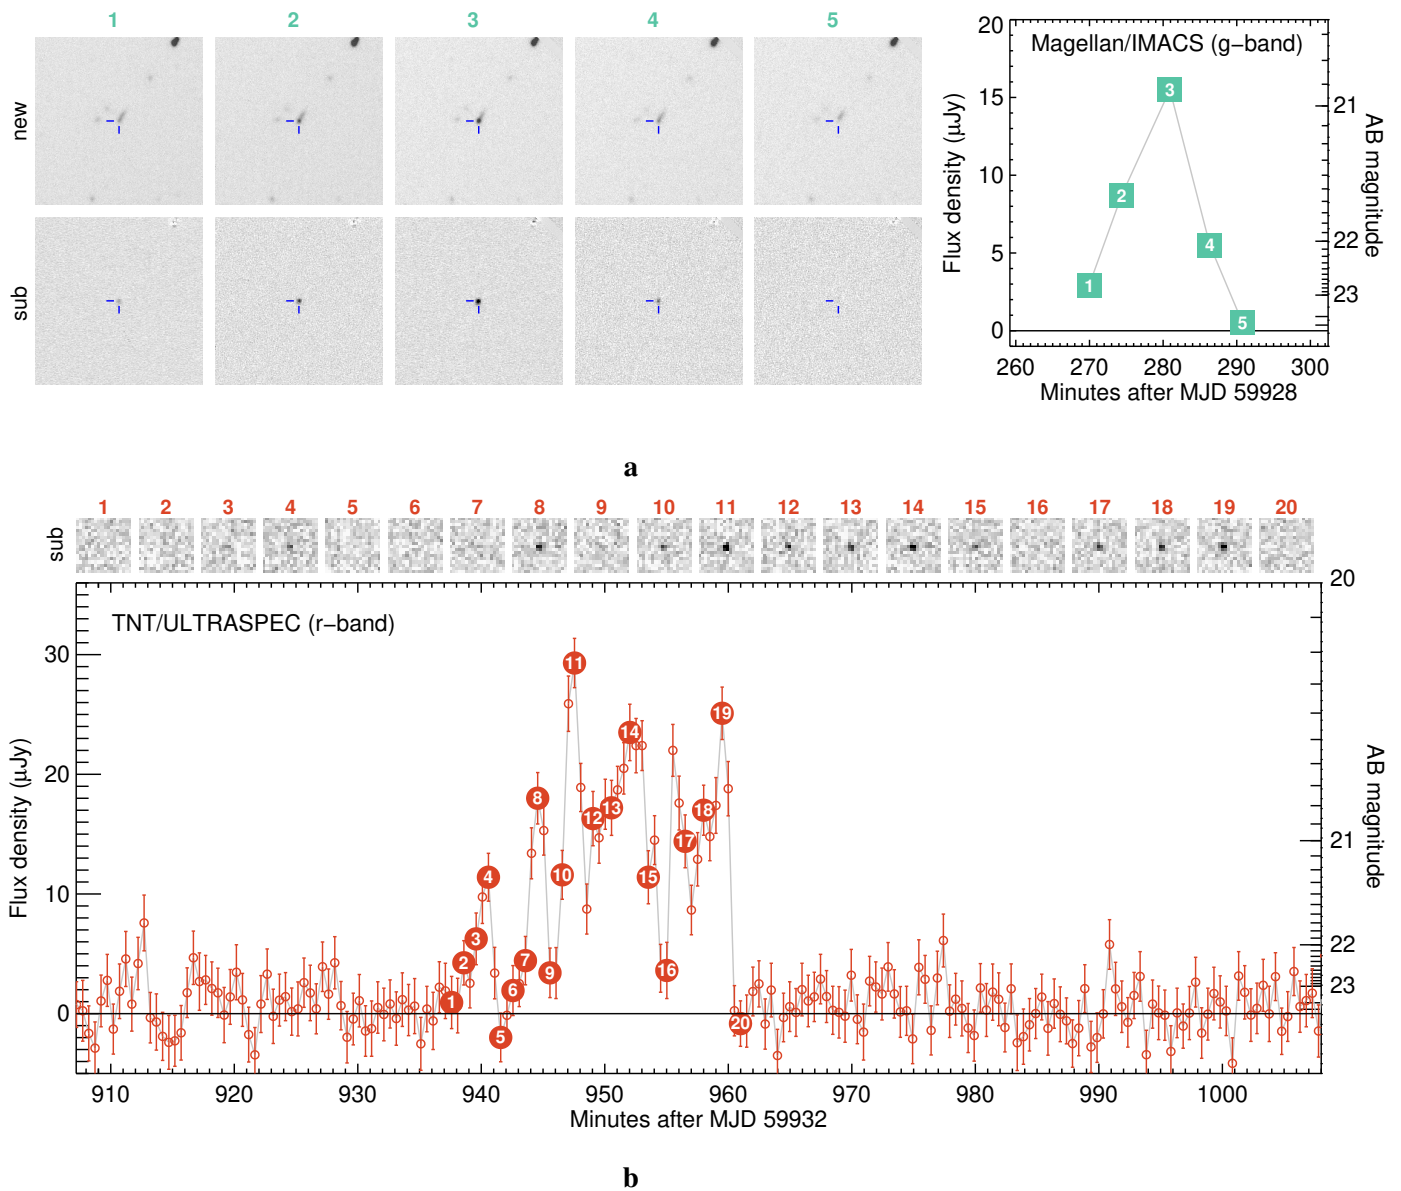 1 2 3 4 5
new
sub
Magellan/IMACS (g−band)
20
15
10
5
0
Flux density (μJy)
21
22
23
AB magnitude
1
2
3
4
5
260 270 280 290 300
Minutes after MJD 59928
a
1 2 3 4 5 6 7 8 9 10 11 12 13 14 15 16 17 18 19 20
sub
TNT/ULTRASPEC (r−band)
30
20
10
0
Flux density (μJy)
20
21
22
23
AB magnitude
1
2
3
4
5
6
7
8
9
10
11
12
13
14
15
16
17
18
19
20
910 920 930 940 950 960 970 980 990 1000
Minutes after MJD 59932
b